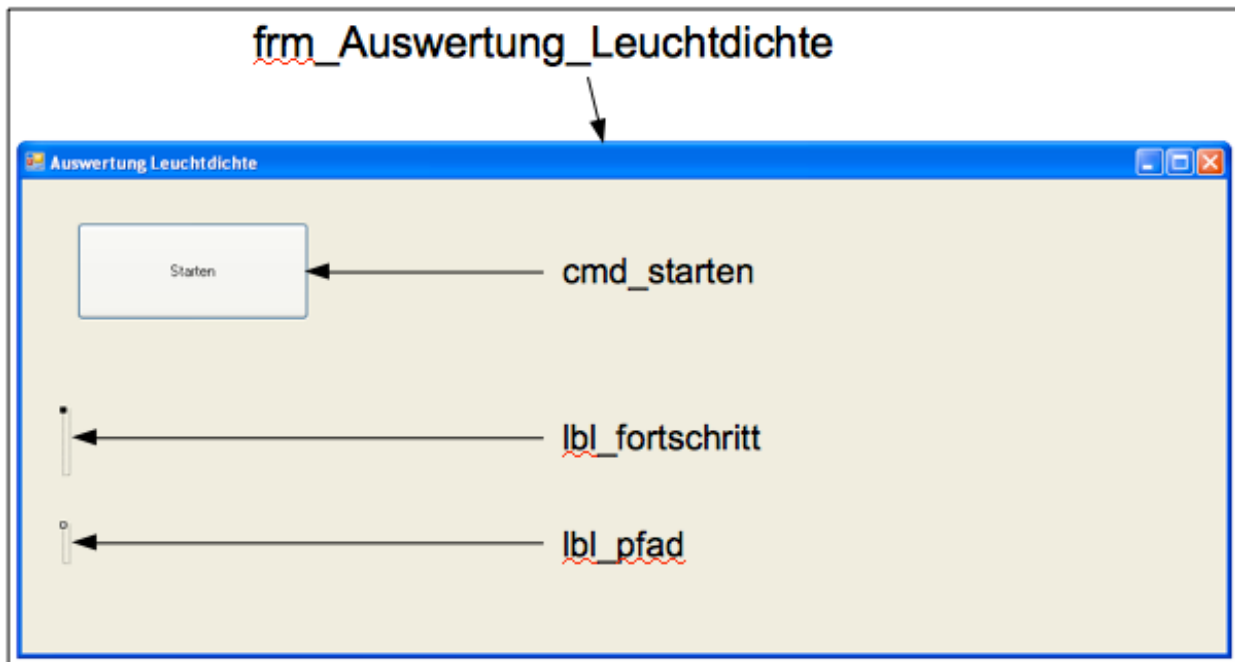 frm_Auswertung_Leuchtdichte
Auswertung Leuchtdichte
Starten
cmd_starten
lbl_fortschritt
lbl_pfad